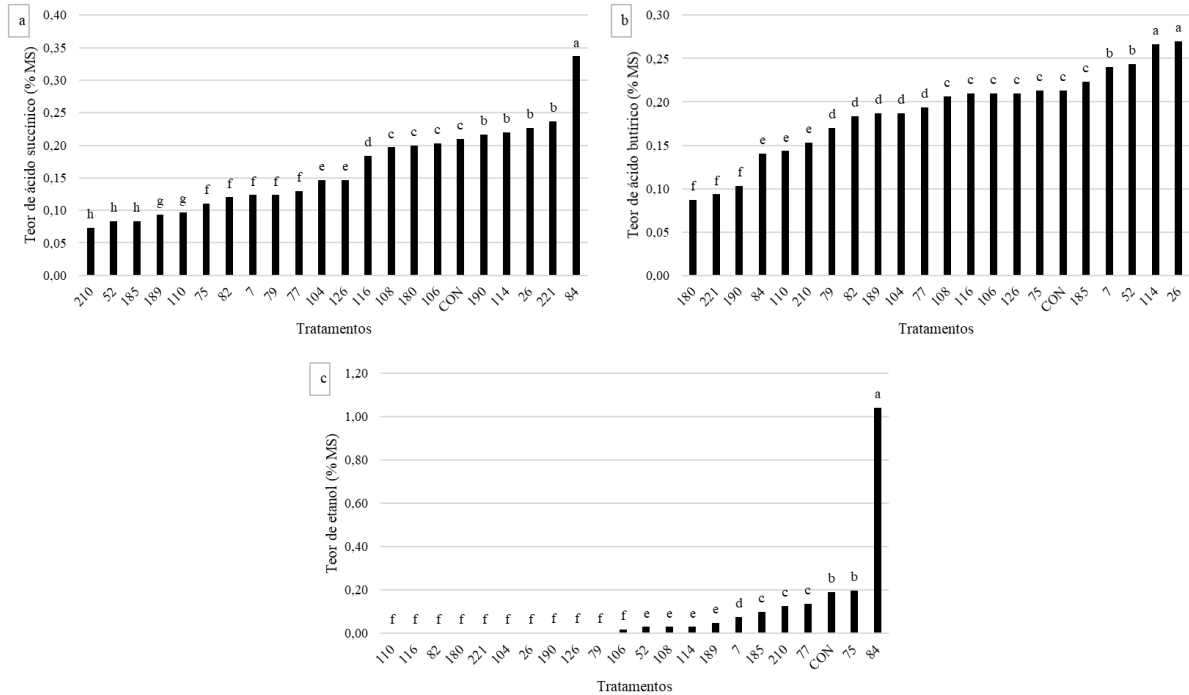 a
Teor de ácido succínico (% MS)
0,40
0,35
0,30
0,25
0,20
0,15
0,10
0,05
0,00
h h h g g f f f f f e e d c c c c b b b b a
210 52 185 189 110 75 82 7 79 77 104 126 116 108 180 106 CON 190 114 26 221 84
Tratamentos
b
Teor de ácido butírico (% MS)
0,30
0,25
0,20
0,15
0,10
0,05
0,00
f f f e e e d d d d d c c c c c c c b b a a
180 221 190 84 110 210 79 82 189 104 77 108 116 106 126 75 CON 185 7 52 114 26
Tratamentos
c
Teor de etanol (% MS)
1,20
1,00
0,80
0,60
0,40
0,20
0,00
f f f f f f f f f f f e e e e d c c c b b a
110 116 82 180 221 104 26 190 126 79 106 52 108 114 189 7 185 210 77 CON 75 84
Tratamentos